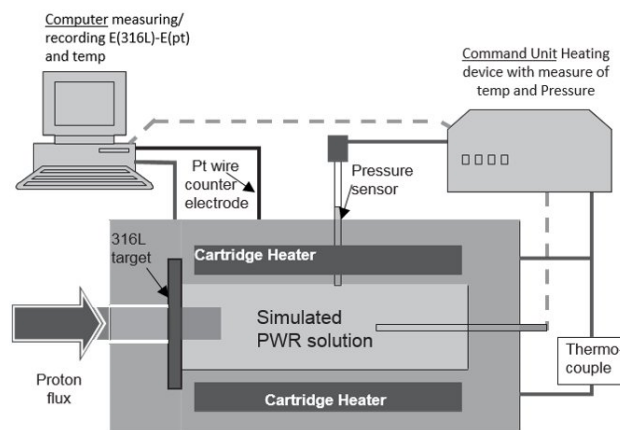 Computer measuring/
recording E(316L)-E(pt)
and temp
Command Unit Heating
device with measure of
temp and Pressure
Pt wire
counter
electrode
Pressure
sensor
316L
target
Cartridge Heater
Simulated
PWR solution
Proton
flux
Thermo-
couple
Cartridge Heater